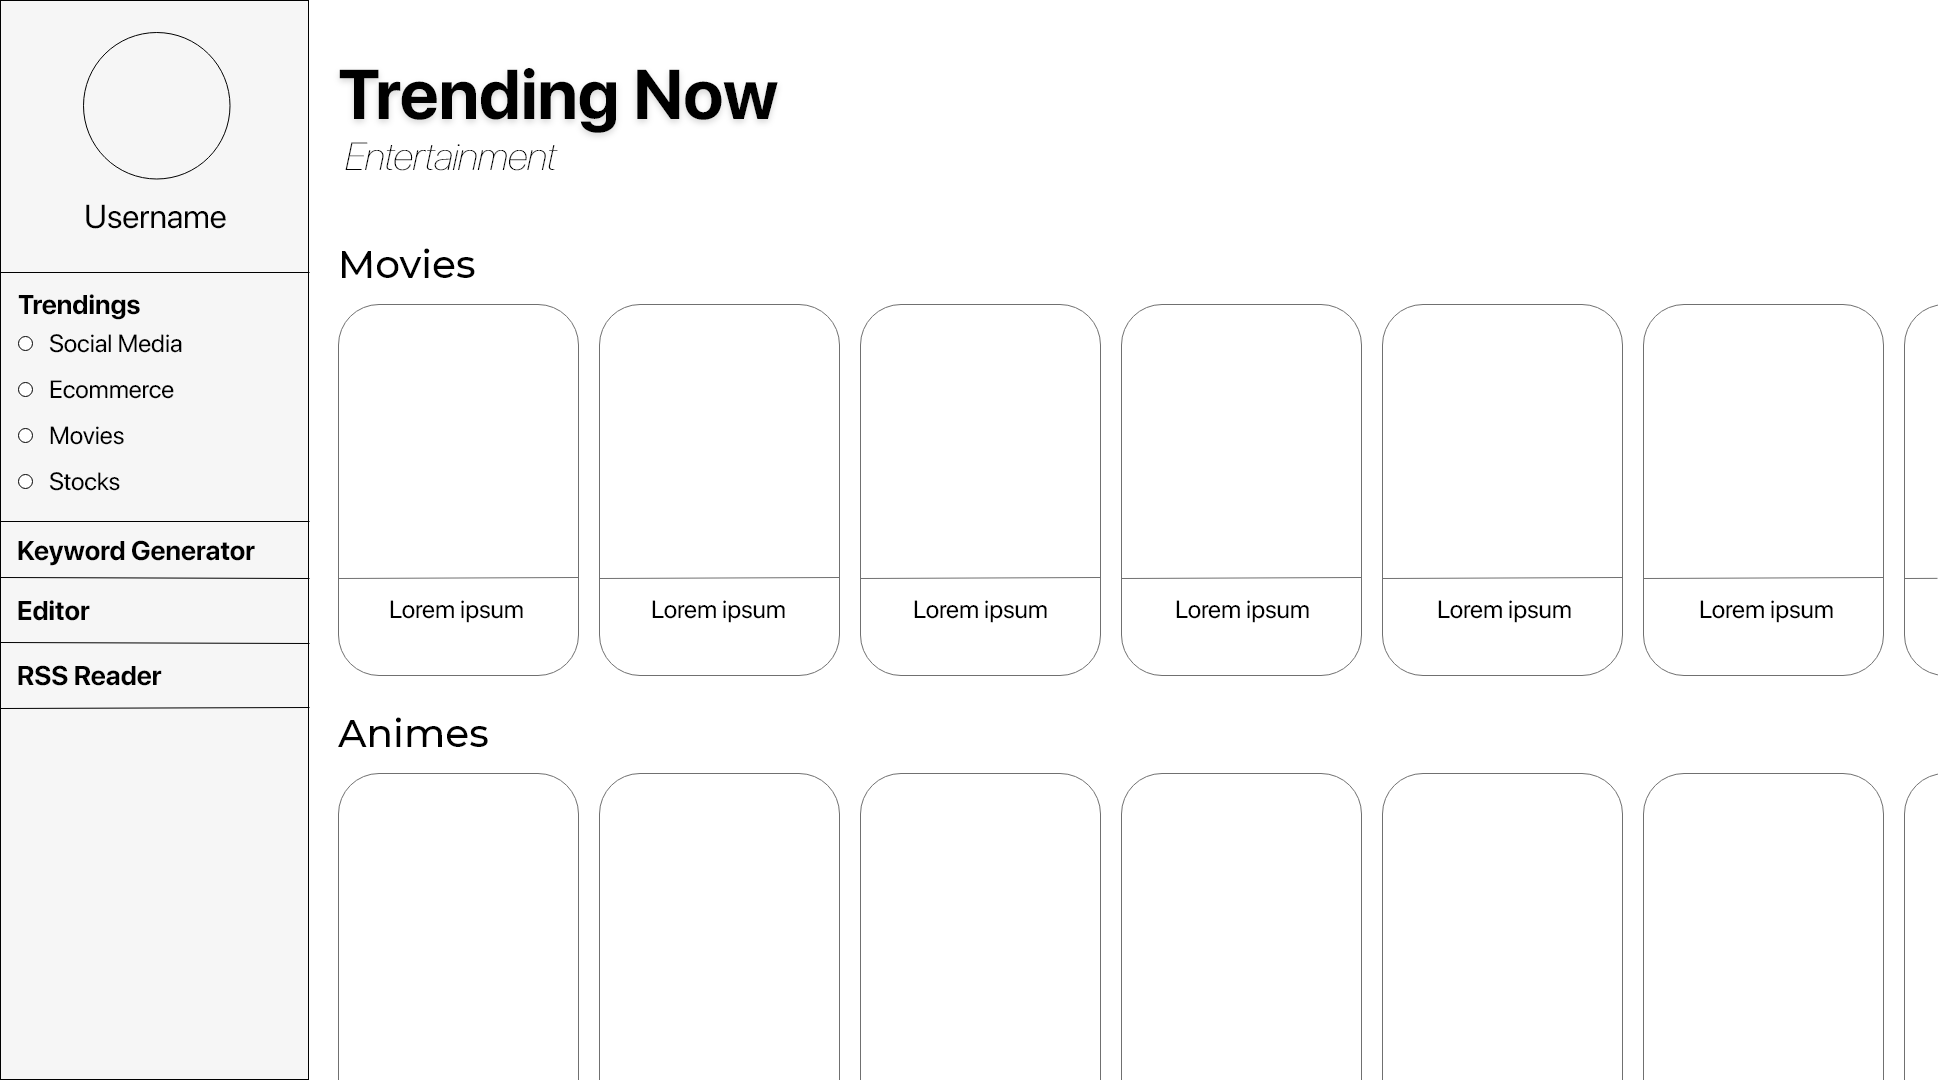 Username
Trendings
Social Media
Ecommerce
Movies
Stocks
Keyword Generator
Editor
RSS Reader
Trending Now
Entertainment
Movies
Lorem ipsum
Lorem ipsum
Lorem ipsum
Lorem ipsum
Lorem ipsum
Lorem ipsum
Animes